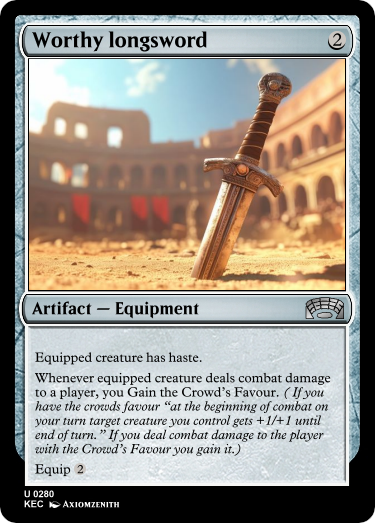 Worthy longsword 2
Artifact — Equipment
Equipped creature has haste.
Whenever equipped creature deals combat damage
to a player, you Gain the Crowd's Favour. ( If you
have the crowds favour “at the beginning of combat on
your turn target creature you control gets +1/+1 until
end of turn.” If you deal combat damage to the player
with the Crowd's Favour you gain it.)
Equip 2
U 0280
KEC Axiomzenith